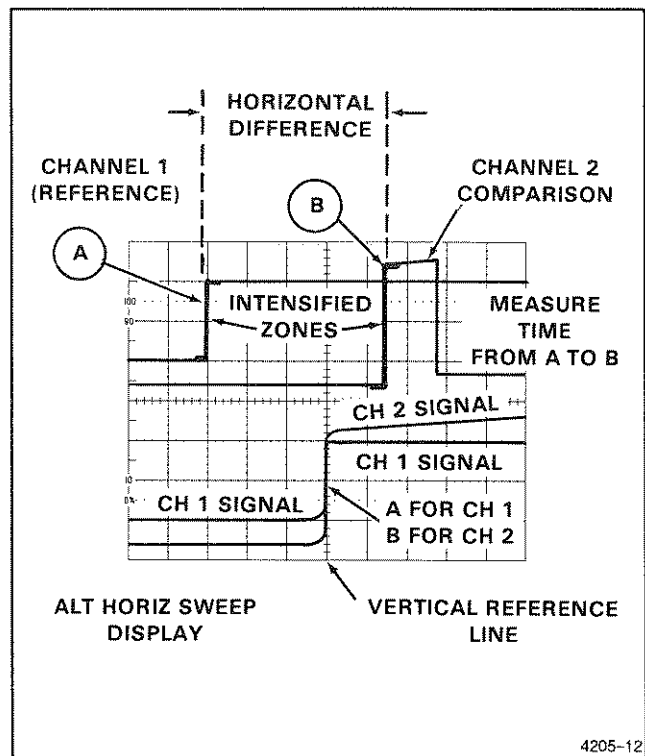 HORIZONTAL
DIFFERENCE
CHANNEL 1
(REFERENCE)
CHANNEL 2
COMPARISON
B
A
100
90
INTENSIFIED
ZONES
MEASURE
TIME
FROM A TO B
CH 2 SIGNAL
CH 1 SIGNAL
10
0%
CH 1 SIGNAL
A FOR CH 1
B FOR CH 2
ALT HORIZ SWEEP
DISPLAY
VERTICAL REFERENCE
LINE
4205-12